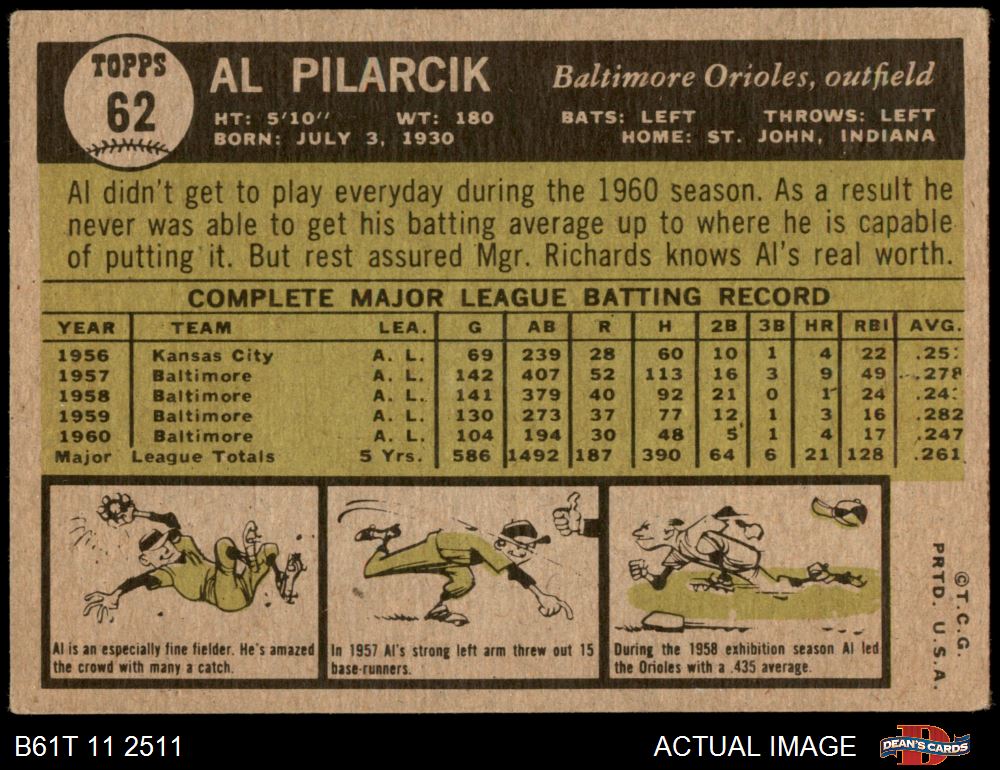 TOPPS
62
AL PILARCIK
Baltimore Orioles, outfield
HT: 5'10" WT: 180 BATS: LEFT THROWS: LEFT
BORN: JULY 3, 1930 HOME: ST. JOHN, INDIANA
Al didn't get to play everyday during the 1960 season. As a result he
never was able to get his batting average up to where he is capable
of putting it. But rest assured Mgr. Richards knows Al's real worth.
COMPLETE MAJOR LEAGUE BATTING RECORD
YEAR TEAM LEA. G AB R H 2B 3B HR RBI AVG.
1956 Kansas City A. L. 69 239 28 60 10 1 4 22
1957 Baltimore A. L. 142 407 52 113 16 3 9 49 .278
1958 Baltimore A. L. 141 379 40 92 21 0 1 24
1959 Baltimore A. L. 130 273 37 77 12 1 3 16 .282
1960 Baltimore A. L. 104 194 30 48 5 1 4 17 .247
Major League Totals 5 Yrs. 586 1492 187 390 64 6 21 128 .261
Al is an especially fine fielder. He's amazed
the crowd with many a catch.
In 1957 Al's strong left arm threw out 15
base-runners.
During the 1958 exhibition season Al led
the Orioles with a .435 average.
© T.C.G.
PRTD. U.S.A.
B61T 11 2511
ACTUAL IMAGE
DEAN'S CARDS